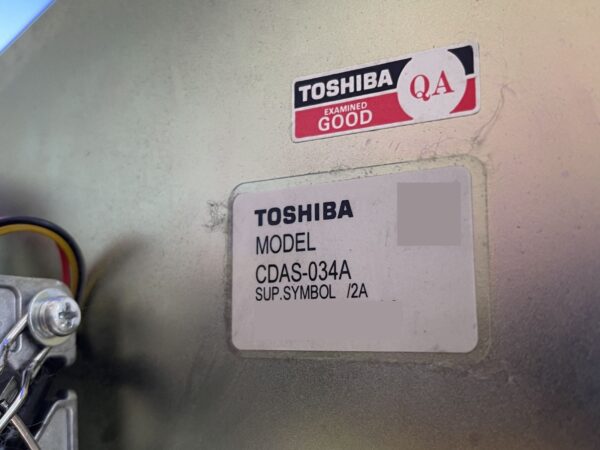 TOSHIBA
QA
EXAMINED
GOOD
TOSHIBA
MODEL
CDAS-034A
SUP.SYMBOL /2A